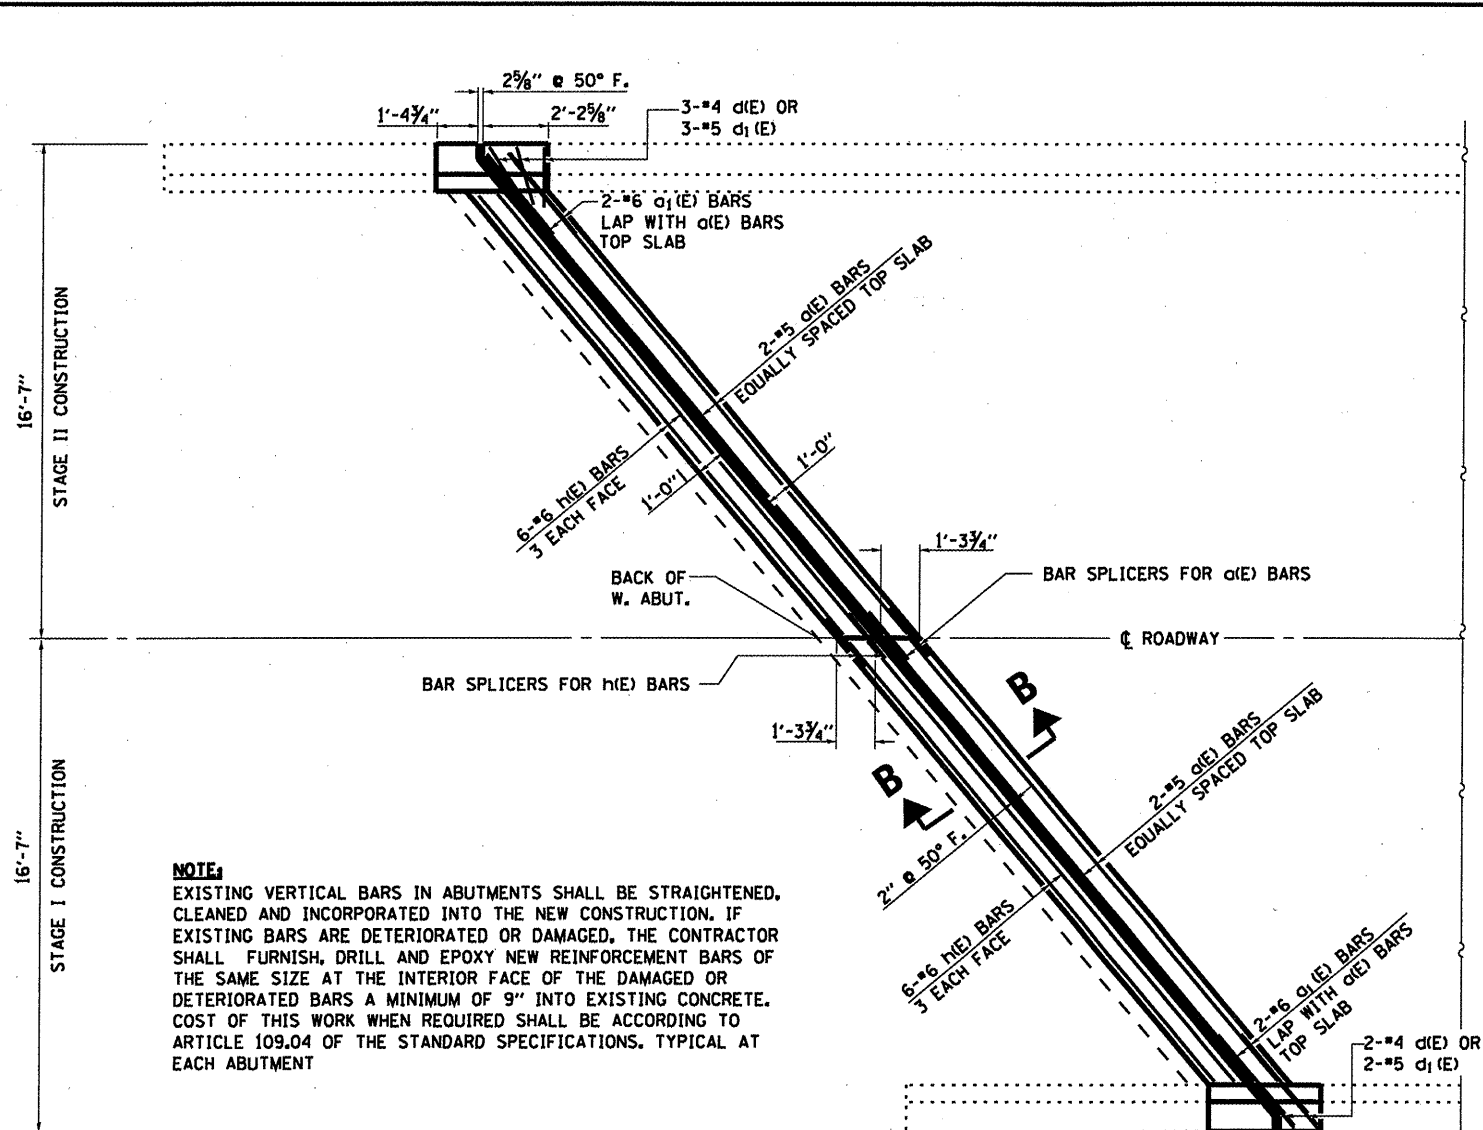 2⅝" @ 50° F.
1'-4¾"
2'-2⅝"
3-#4 d(E) OR
3-#5 d₁(E)
2-#6 a₁(E) BARS
LAP WITH a(E) BARS
TOP SLAB
2-#5 a(E) BARS
EQUALLY SPACED TOP SLAB
16'-7"
STAGE II CONSTRUCTION
6-#6 h(E) BARS
3 EACH FACE
1'-0"
1'-0"
1'-3¾"
BACK OF
W. ABUT.
BAR SPLICERS FOR a(E) BARS
℄ ROADWAY
BAR SPLICERS FOR h(E) BARS
B
1'-3¾"
B
2-#5 a(E) BARS
EQUALLY SPACED TOP SLAB
2" @ 50° F.
16'-7"
STAGE I CONSTRUCTION
6-#6 h(E) BARS
3 EACH FACE
2-#6 a₁(E) BARS
LAP WITH a(E) BARS
TOP SLAB
2-#4 d(E) OR
2-#5 d₁(E)
NOTE:
EXISTING VERTICAL BARS IN ABUTMENTS SHALL BE STRAIGHTENED,
CLEANED AND INCORPORATED INTO THE NEW CONSTRUCTION. IF
EXISTING BARS ARE DETERIORATED OR DAMAGED, THE CONTRACTOR
SHALL FURNISH, DRILL AND EPOXY NEW REINFORCEMENT BARS OF
THE SAME SIZE AT THE INTERIOR FACE OF THE DAMAGED OR
DETERIORATED BARS A MINIMUM OF 9" INTO EXISTING CONCRETE.
COST OF THIS WORK WHEN REQUIRED SHALL BE ACCORDING TO
ARTICLE 109.04 OF THE STANDARD SPECIFICATIONS. TYPICAL AT
EACH ABUTMENT